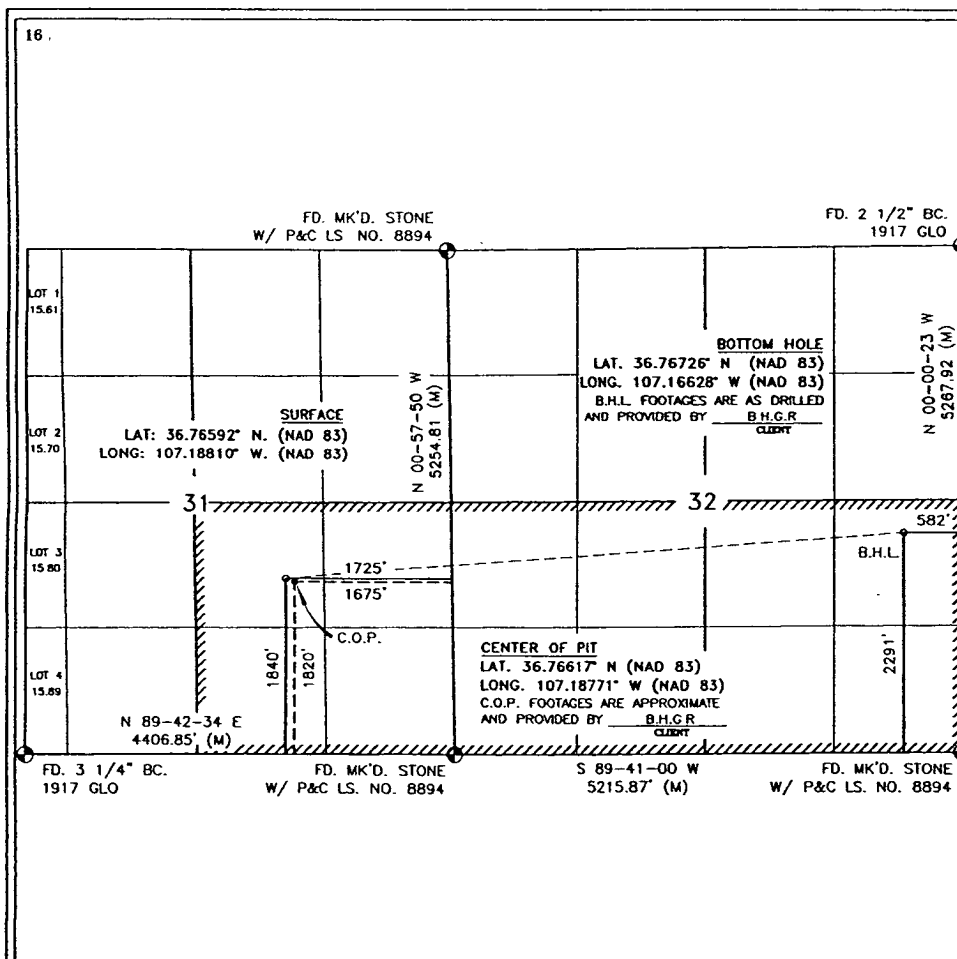 16.
FD. MK'D. STONE
W/ P&C LS NO. 8894
FD. 2 1/2" BC.
1917 GLO
LOT 1
15.61
LOT 2
15.70
LOT 3
15.80
LOT 4
15.89
SURFACE
LAT: 36.76592° N. (NAD 83)
LONG: 107.18810° W. (NAD 83)
N 00-57-50 W
5254.81 (M)
BOTTOM HOLE
LAT. 36.76726° N (NAD 83)
LONG. 107.16628° W (NAD 83)
B.H.L. FOOTAGES ARE AS DRILLED
AND PROVIDED BY B H.G.R
CLIENT
N 00-00-23 W
5267.92 (M)
31
32
582'
B.H.L.
2291'
1725'
1675'
C.O.P.
1840'
1820'
CENTER OF PIT
LAT. 36.76617° N (NAD 83)
LONG. 107.18771° W (NAD 83)
C.O.P. FOOTAGES ARE APPROXIMATE
AND PROVIDED BY B.H.G R
CLIENT
N 89-42-34 E
4406.85' (M)
FD. 3 1/4" BC.
1917 GLO
FD. MK'D. STONE
W/ P&C LS. NO. 8894
S 89-41-00 W
5215.87' (M)
FD. MK'D. STONE
W/ P&C LS. NO. 8894